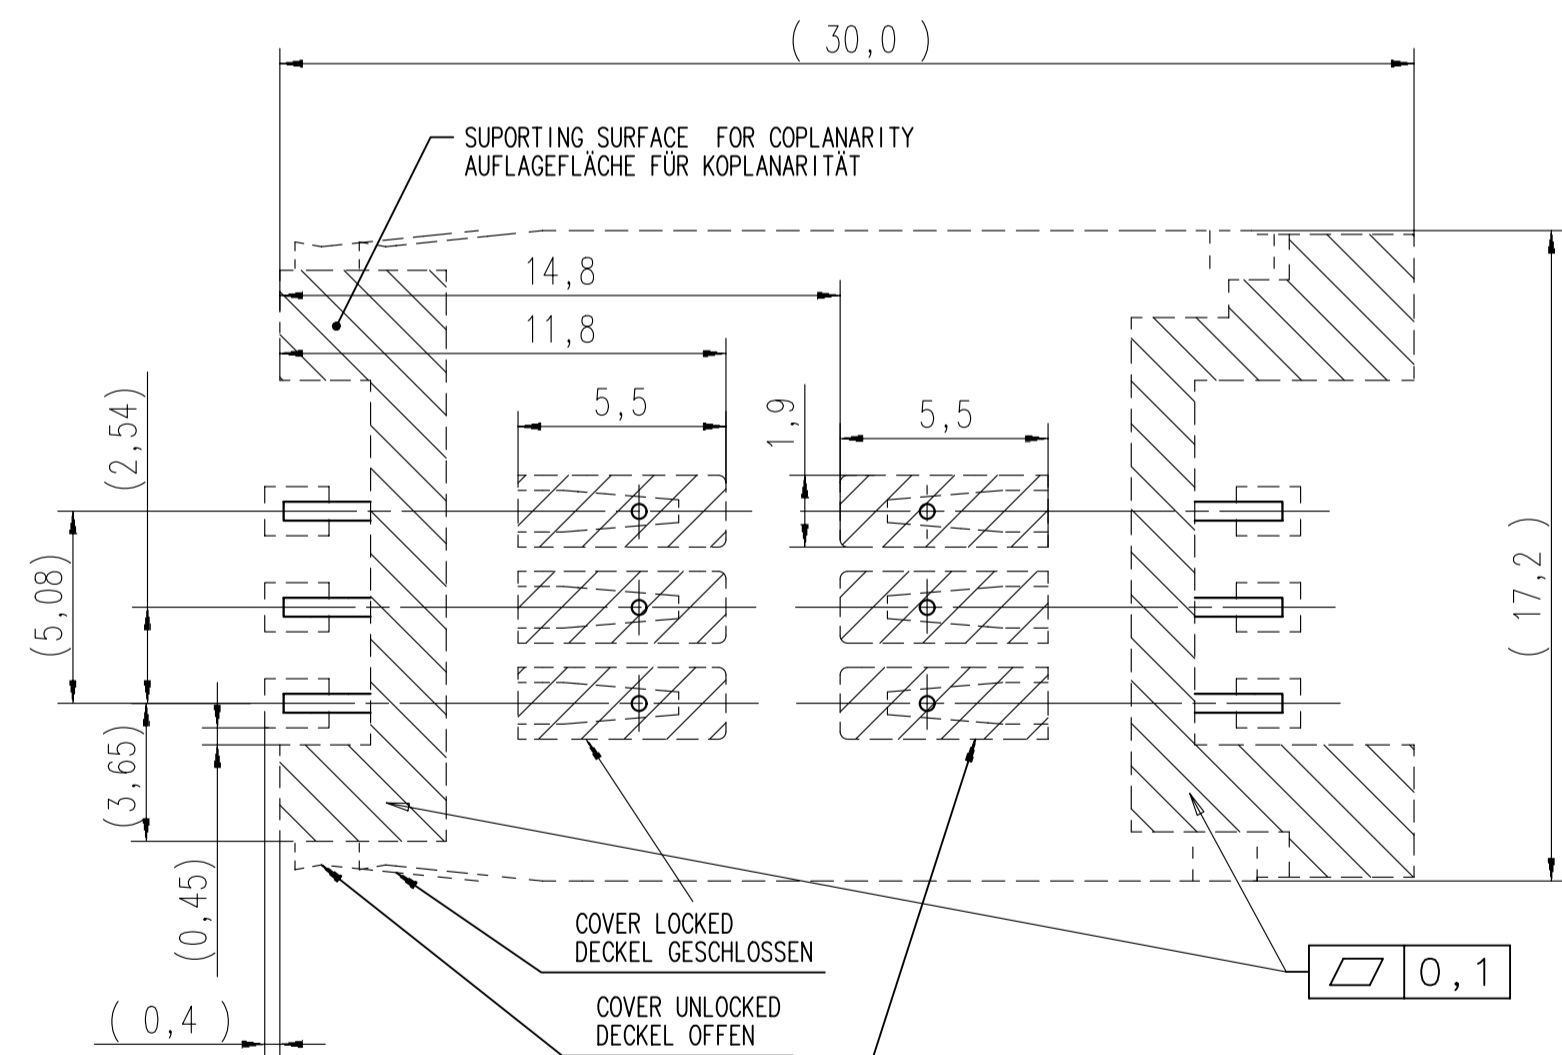 ( 30,0 )
SUPORTING SURFACE FOR COPLANARITY
AUFLAGEFLÄCHE FÜR KOPLANARITÄT
14,8
11,8
5,5
1,9
5,5
(2,54)
(5,08)
( 17,2 )
(3,65)
(0,45)
COVER LOCKED
DECKEL GESCHLOSSEN
0,1
COVER UNLOCKED
DECKEL OFFEN
( 0,4 )